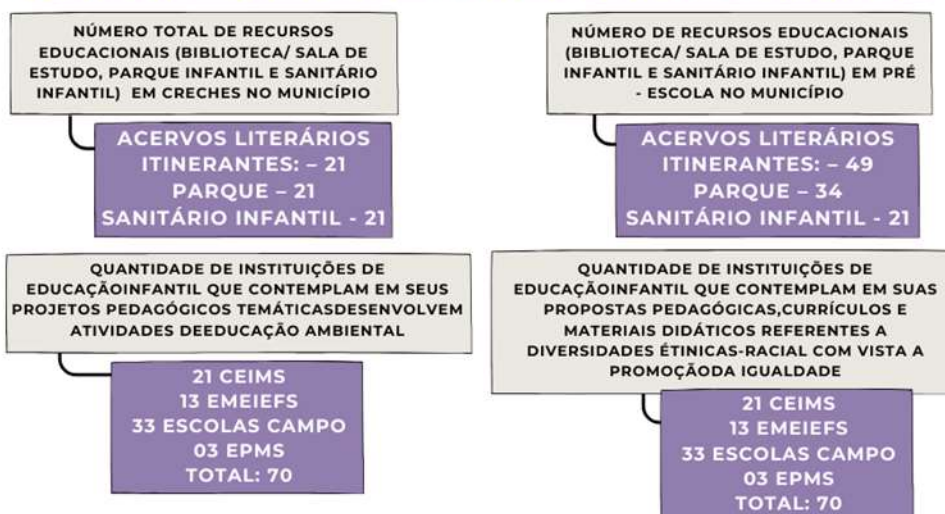 NÚMERO TOTAL DE RECURSOS
EDUCACIONAIS (BIBLIOTECA/ SALA DE
ESTUDO, PARQUE INFANTIL E SANITÁRIO
INFANTIL) EM CRECHES NO MUNICÍPIO
ACERVOS LITERÁRIOS
ITINERANTES: – 21
PARQUE – 21
SANITÁRIO INFANTIL - 21
NÚMERO DE RECURSOS EDUCACIONAIS
(BIBLIOTECA/ SALA DE ESTUDO, PARQUE
INFANTIL E SANITÁRIO INFANTIL) EM PRÉ
- ESCOLA NO MUNICÍPIO
ACERVOS LITERÁRIOS
ITINERANTES: – 49
PARQUE – 34
SANITÁRIO INFANTIL - 21
QUANTIDADE DE INSTITUIÇÕES DE
EDUCAÇÃOINFANTIL QUE CONTEMPLAM EM SEUS
PROJETOS PEDAGÓGICOS TEMÁTICASDESENVOLVEM
ATIVIDADES DEEDUCAÇÃO AMBIENTAL
21 CEIMS
13 EMEIEFS
33 ESCOLAS CAMPO
03 EPMS
TOTAL: 70
QUANTIDADE DE INSTITUIÇÕES DE
EDUCAÇÃOINFANTIL QUE CONTEMPLAM EM SUAS
PROPOSTAS PEDAGÓGICAS,CURRÍCULOS E
MATERIAIS DIDÁTICOS REFERENTES A
DIVERSIDADES ÉTINICAS-RACIAL COM VISTA A
PROMOÇÃODA IGUALDADE
21 CEIMS
13 EMEIEFS
33 ESCOLAS CAMPO
03 EPMS
TOTAL: 70